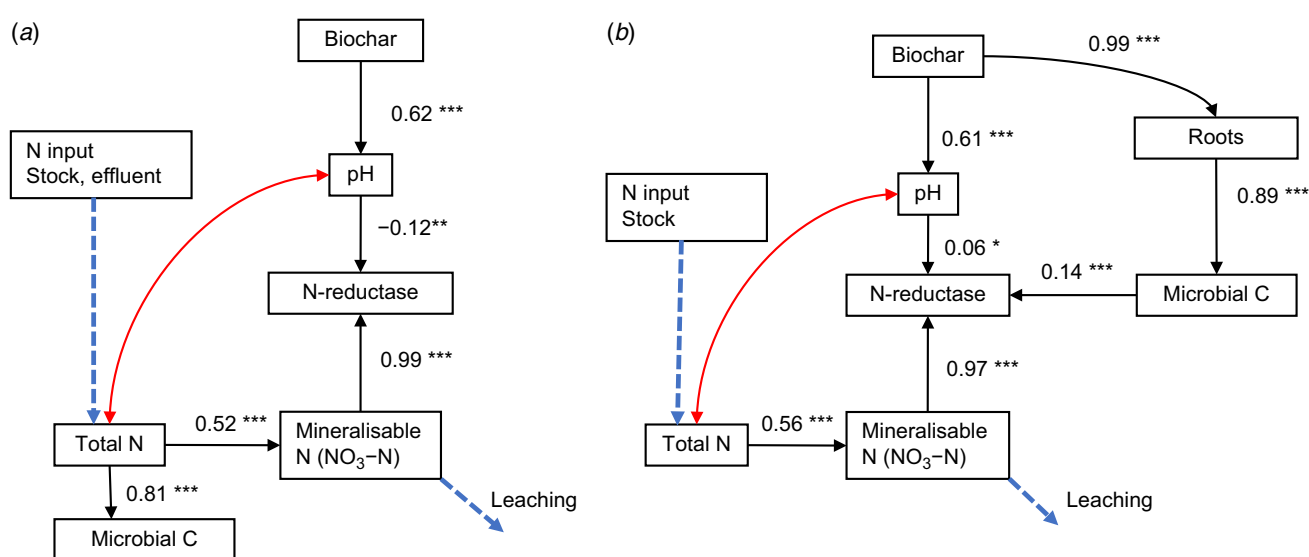 (a)
Biochar
0.62 ***
N input
Stock, effluent
pH
−0.12**
N-reductase
0.99 ***
Total N
0.52 ***
Mineralisable
N (NO₃−N)
0.81 ***
Leaching
Microbial C
(b)
Biochar
0.99 ***
0.61 ***
Roots
N input
Stock
pH
0.89 ***
0.06 *
N-reductase
0.14 ***
Microbial C
0.97 ***
Total N
0.56 ***
Mineralisable
N (NO₃−N)
Leaching